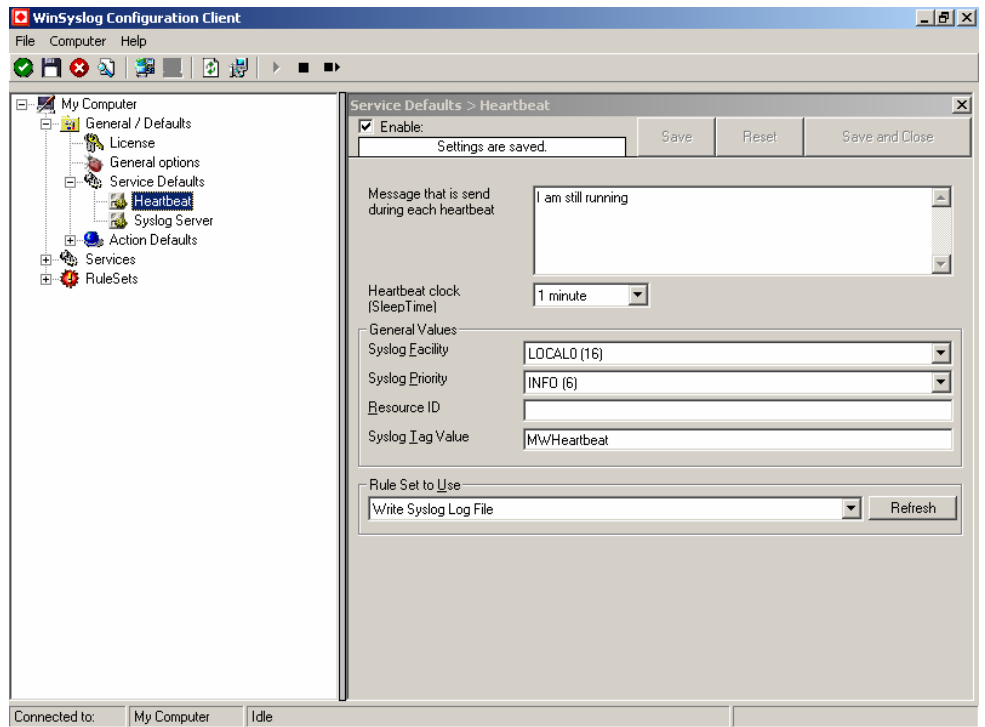 WinSyslog Configuration Client
File Computer Help
My Computer
General / Defaults
License
General options
Service Defaults
Heartbeat
Syslog Server
Action Defaults
Services
RuleSets
Service Defaults > Heartbeat
Enable:
Settings are saved.
Save
Reset
Save and Close
Message that is send
during each heartbeat
I am still running
Heartbeat clock
(SleepTime)
1 minute
General Values
Syslog Facility
LOCAL0 (16)
Syslog Priority
INFO (6)
Resource ID
Syslog Tag Value
MWHeartbeat
Rule Set to Use
Write Syslog Log File
Refresh
Connected to:
My Computer
Idle